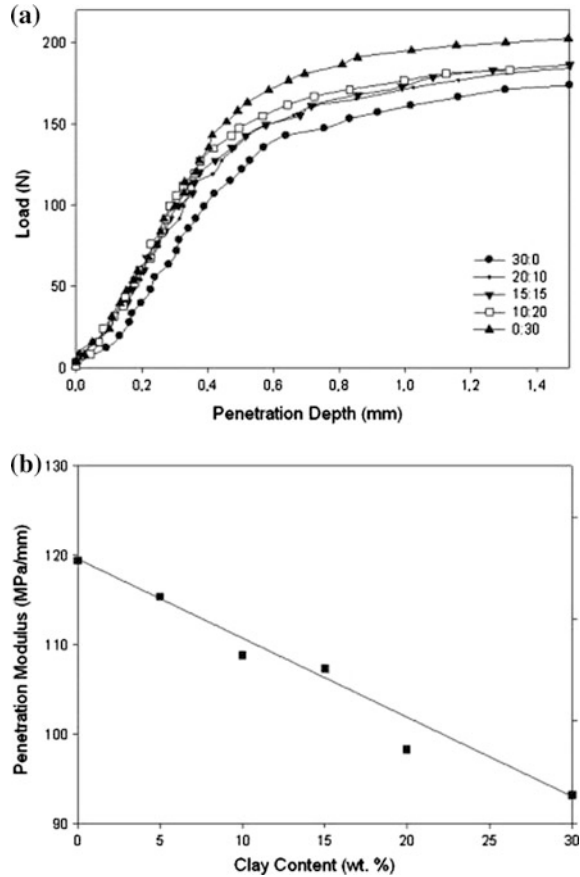 (a)
200
150
100
50
0
Load (N)
30:0
20:10
15:15
10:20
0:30
0,0 0,2 0,4 0,6 0,8 1,0 1,2 1,4
Penetration Depth (mm)
(b)
130
120
110
100
90
Penetration Modulus (MPa/mm)
0 5 10 15 20 25 30
Clay Content (wt. %)